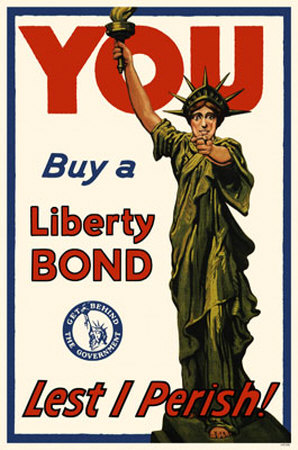 YOU
Buy a
Liberty
BOND
GET BEHIND
THE GOVERNMENT
Lest I Perish!